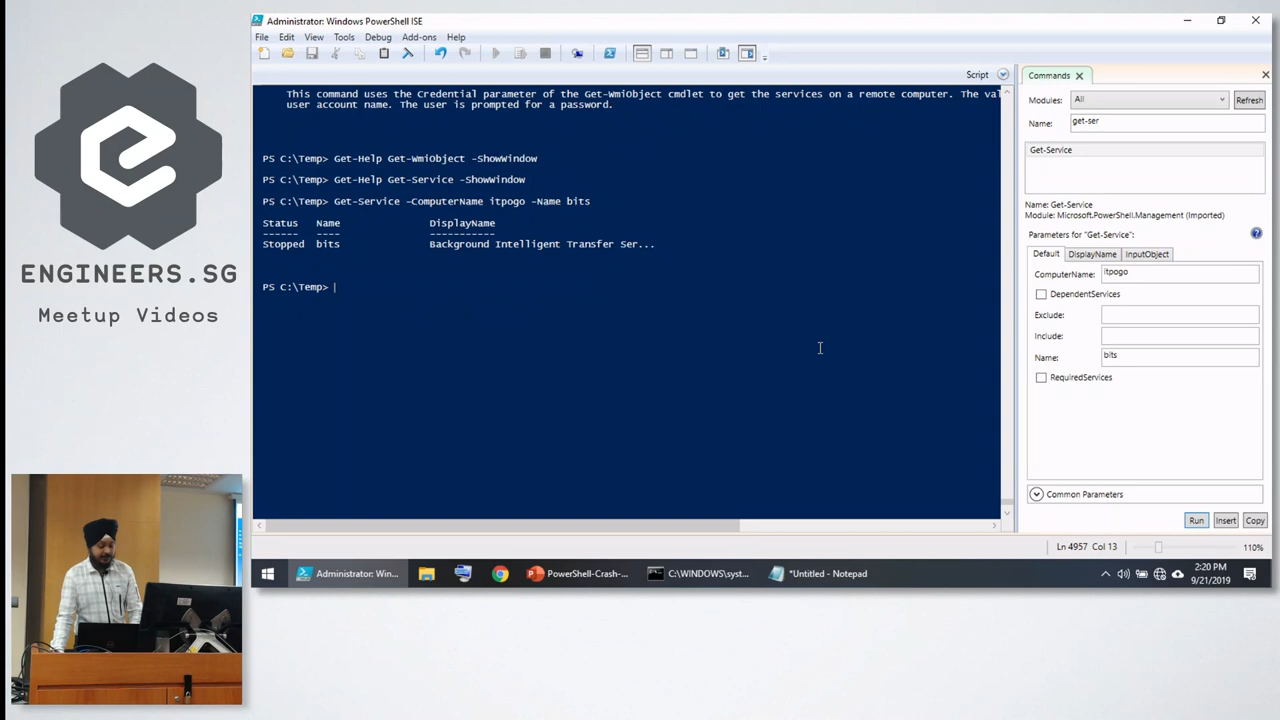 Administrator: Windows PowerShell ISE
File Edit View Tools Debug Add-ons Help
Script
This command uses the Credential parameter of the Get-WmiObject cmdlet to get the services on a remote computer. The val
user account name. The user is prompted for a password.
PS C:\Temp> Get-Help Get-WmiObject -ShowWindow
PS C:\Temp> Get-Help Get-Service -ShowWindow
PS C:\Temp> Get-Service -ComputerName itpogo -Name bits
Status Name DisplayName
------ ---- -----------
Stopped bits Background Intelligent Transfer Ser...
PS C:\Temp>
Commands
Modules: All Refresh
Name: get-ser
Get-Service
Name: Get-Service
Module: Microsoft.PowerShell.Management (Imported)
Parameters for "Get-Service":
Default DisplayName InputObject
ComputerName: itpogo
DependentServices
Exclude:
Include:
Name: bits
RequiredServices
Common Parameters
Run Insert Copy
Ln 4957 Col 13 110%
Administrator: Win... PowerShell-Crash-... C:\WINDOWS\syst... *Untitled - Notepad
2:20 PM
9/21/2019
ENGINEERS.SG
Meetup Videos